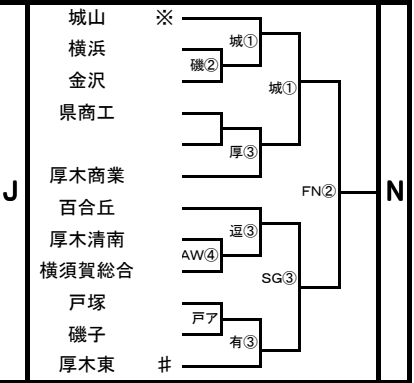 城山 ※
横浜
金沢
県商工
厚木商業
百合丘
厚木清南
横須賀総合
戸塚
磯子
厚木東 #
J
城①
磯②
城①
厚③
FN②
逗③
AW④
SG③
戸ア
有③
N